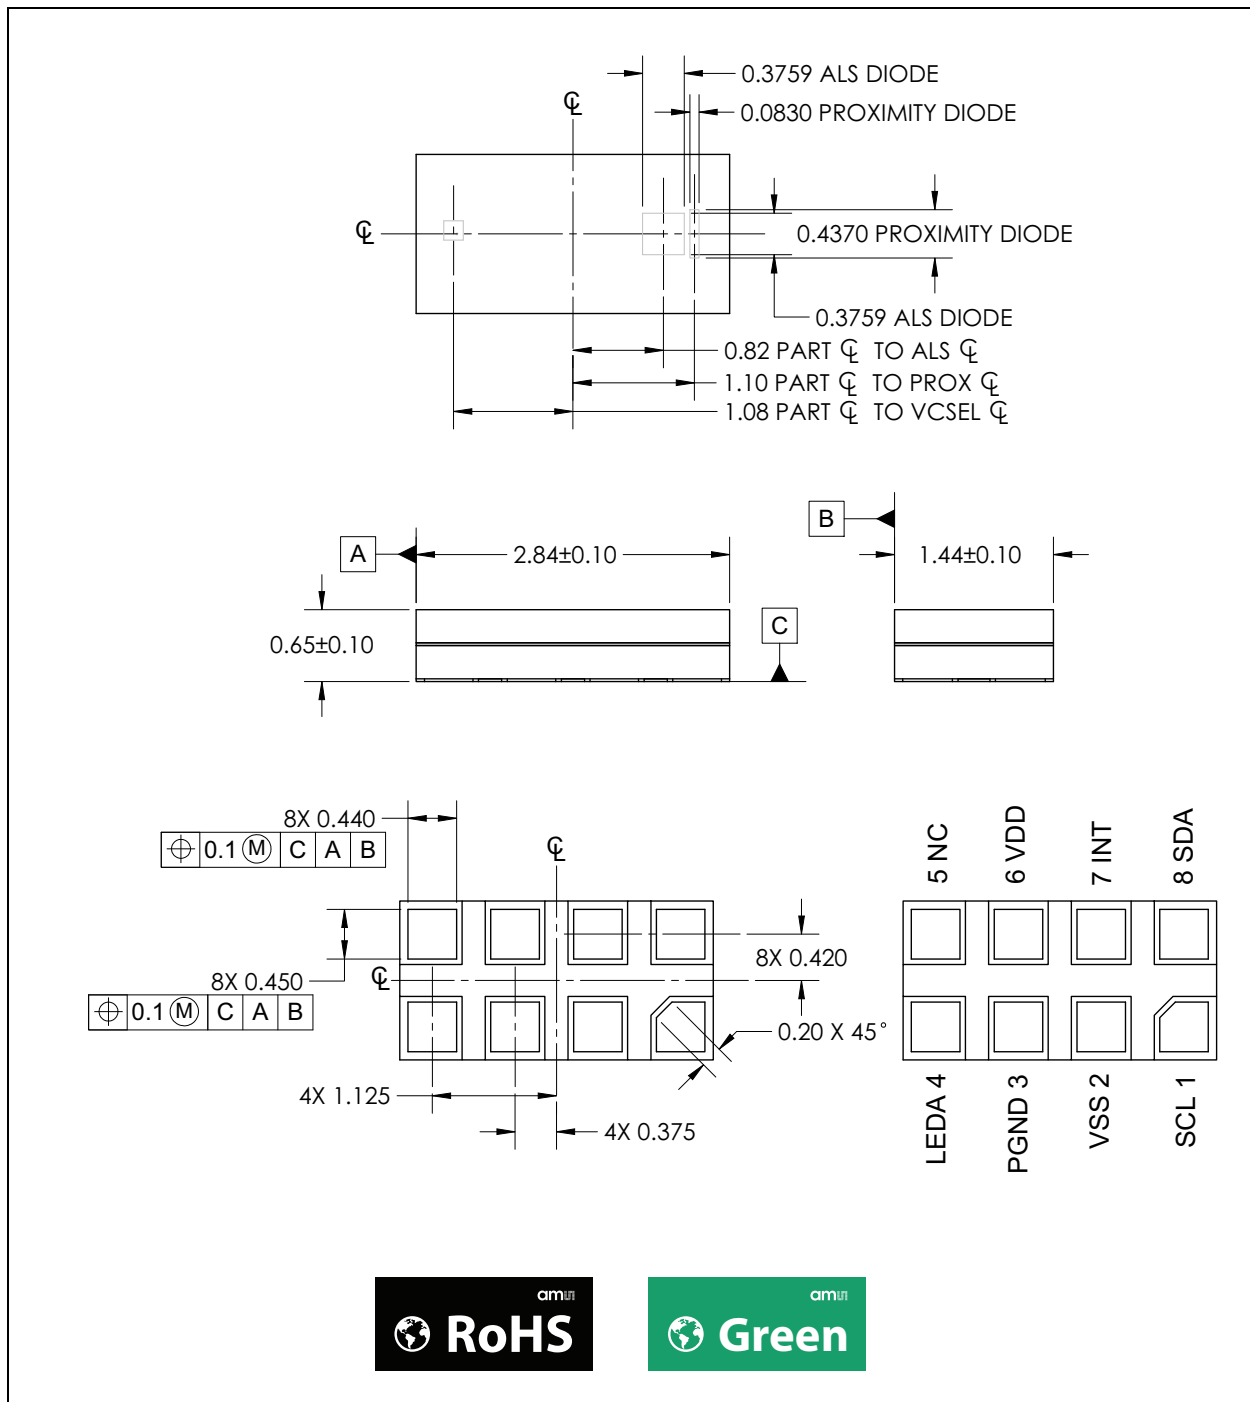 0.3759 ALS DIODE
0.0830 PROXIMITY DIODE
℄
℄
0.4370 PROXIMITY DIODE
0.3759 ALS DIODE
0.82 PART ℄ TO ALS ℄
1.10 PART ℄ TO PROX ℄
1.08 PART ℄ TO VCSEL ℄
B
A
2.84±0.10
1.44±0.10
C
0.65±0.10
8X 0.440
⌖ 0.1 Ⓜ C A B
℄
5 NC
6 VDD
7 INT
8 SDA
8X 0.420
℄
8X 0.450
⌖ 0.1 Ⓜ C A B
0.20 X 45°
4X 1.125
4X 0.375
LEDA 4
PGND 3
VSS 2
SCL 1
amu
RoHS
amu
Green